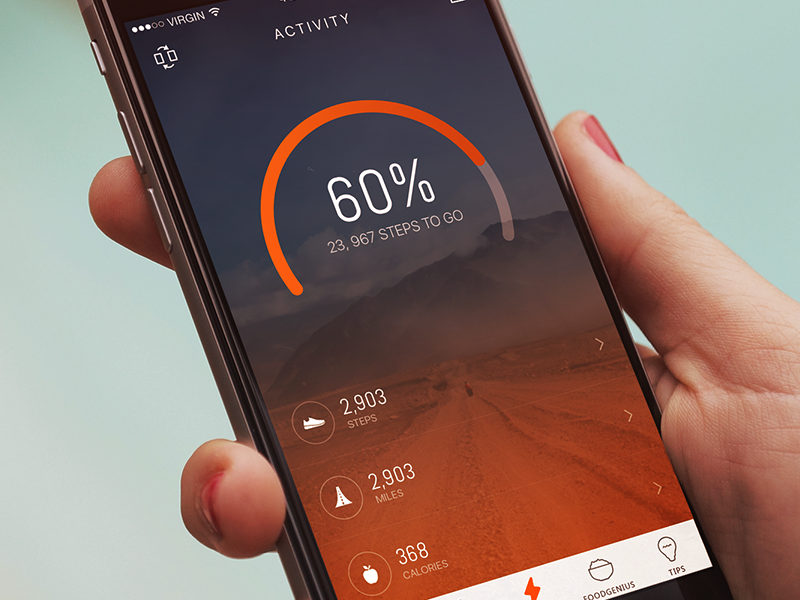 VIRGIN
ACTIVITY
60%
23, 967 STEPS TO GO
2,903
STEPS
2,903
MILES
368
CALORIES
FOODGENIUS
TIPS